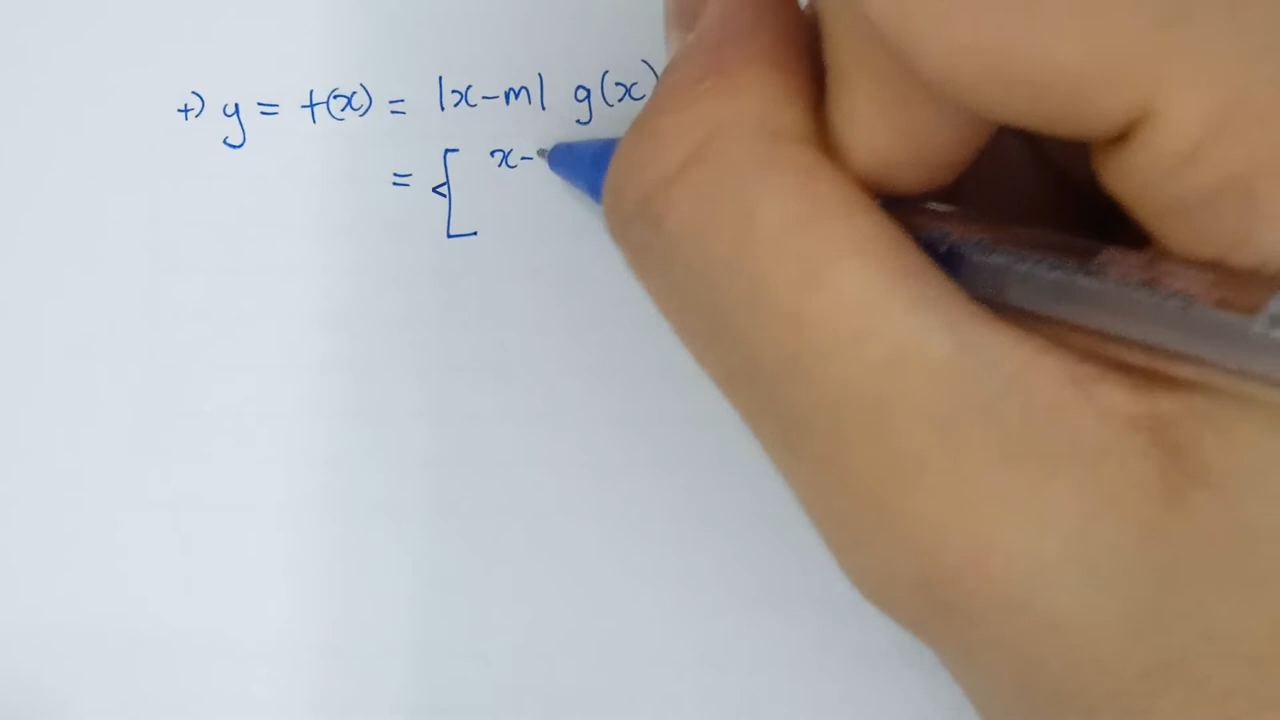 +) y = f(x) = |x-m| g(x)
= { x-